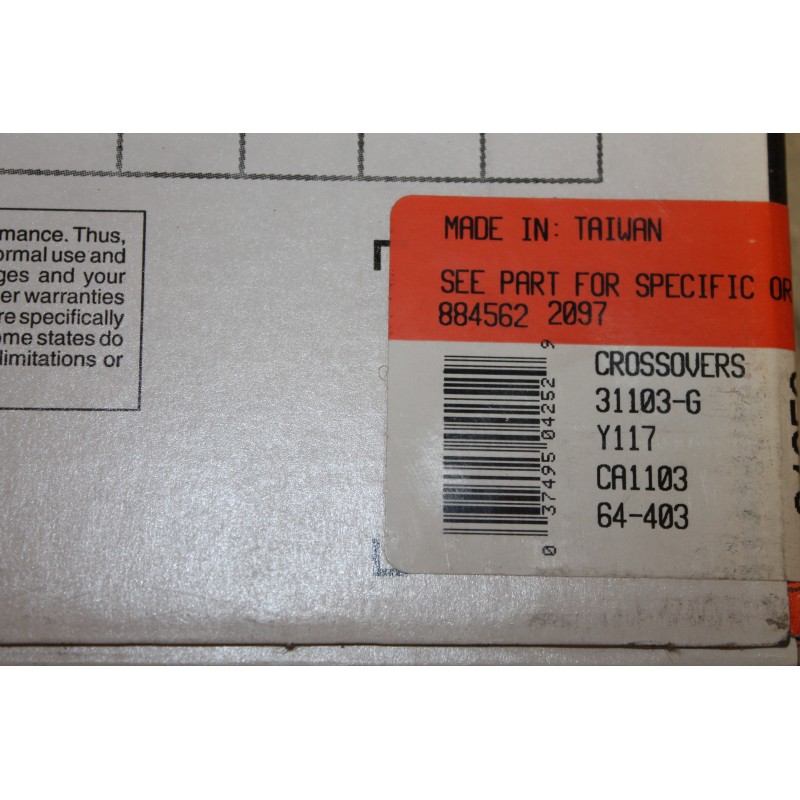 mance. Thus,
ormal use and
ges and your
er warranties
re specifically
me states do
limitations or
MADE IN: TAIWAN
SEE PART FOR SPECIFIC OR
884562 2097
CROSSOVERS
31103-G
Y117
CA1103
64-403
0 37495 04252 9